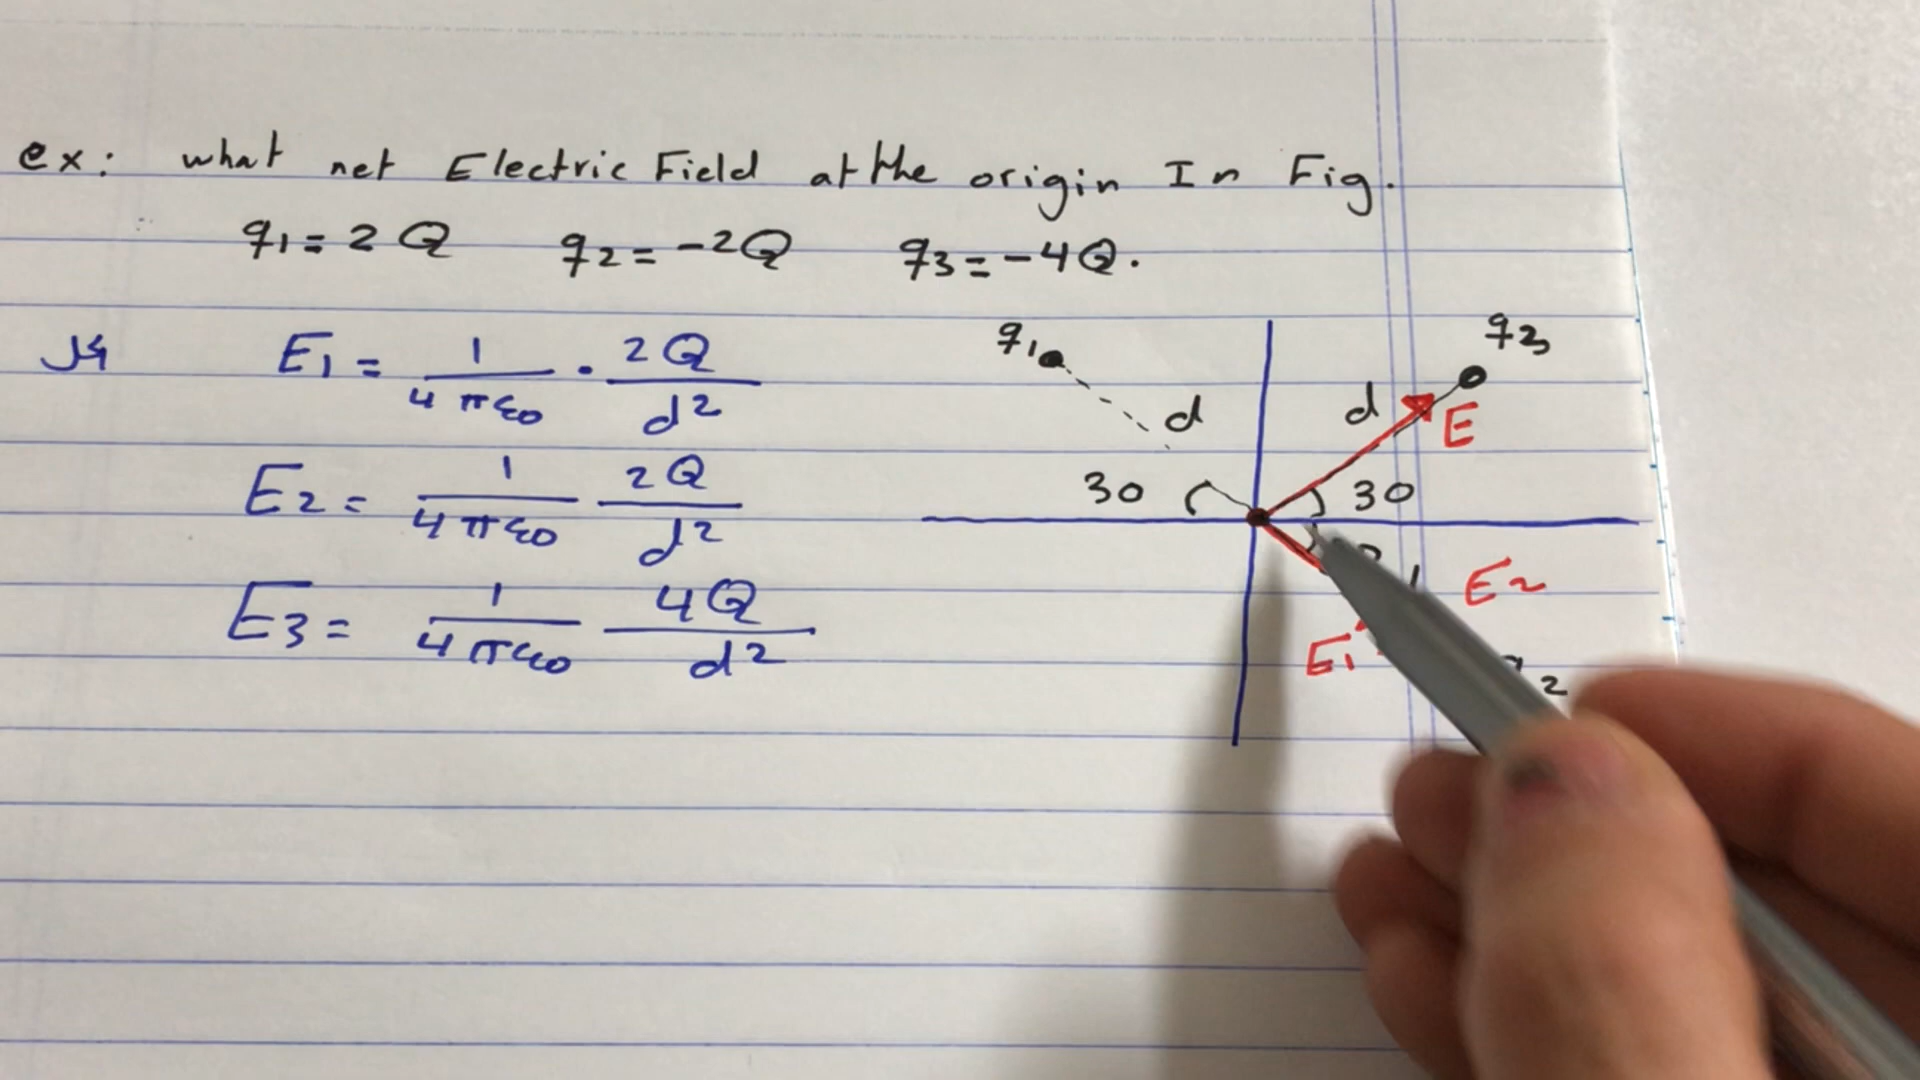 ex: what net Electric Field at the origin In Fig.
q1 = 2Q q2 = -2Q q3 = -4Q.
E1 = 1/4πε0 . 2Q/d²
E2 = 1/4πε0 2Q/d²
E3 = 1/4πε0 4Q/d²
q1
q3
d
d
E
30
30
E2
E1
2